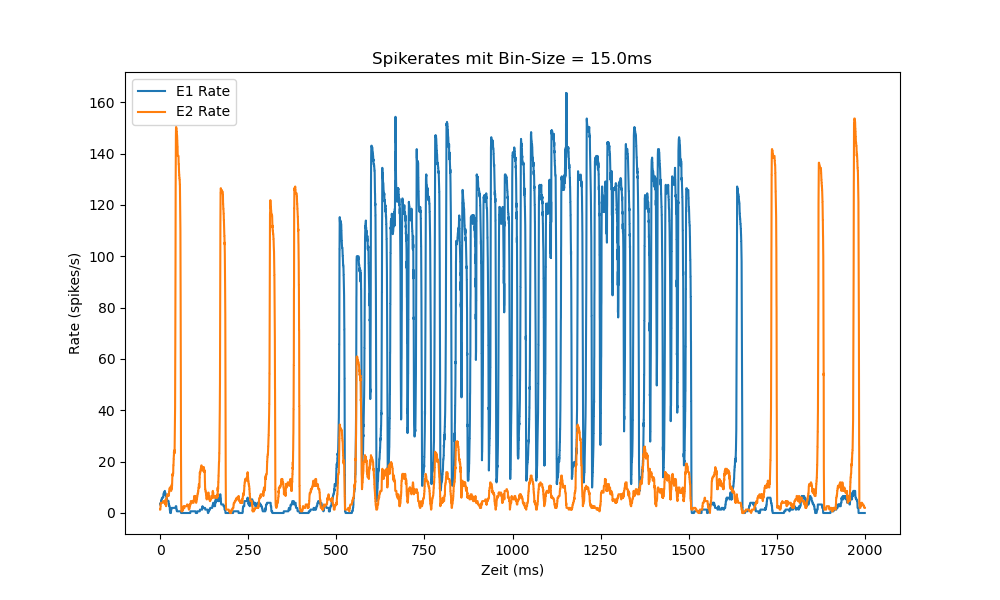 Spikerates mit Bin-Size = 15.0ms
E1 Rate
E2 Rate
160
140
120
100
80
60
40
20
0
Rate (spikes/s)
0 250 500 750 1000 1250 1500 1750 2000
Zeit (ms)